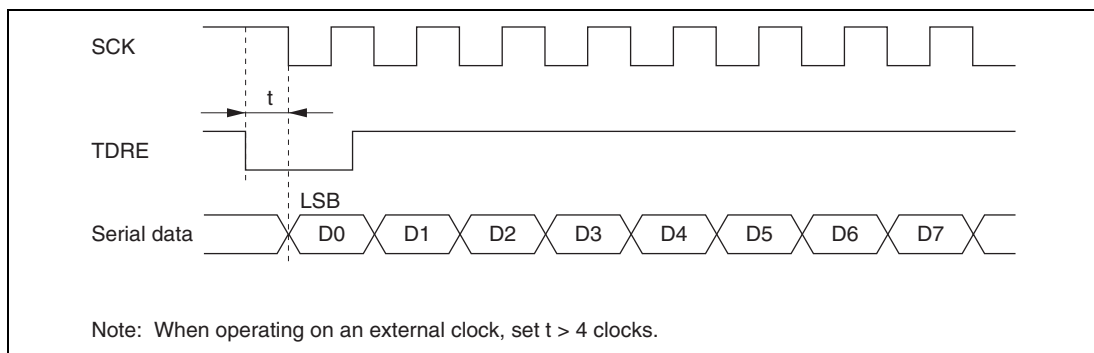 SCK
t
TDRE
LSB
Serial data D0 D1 D2 D3 D4 D5 D6 D7
Note: When operating on an external clock, set t > 4 clocks.